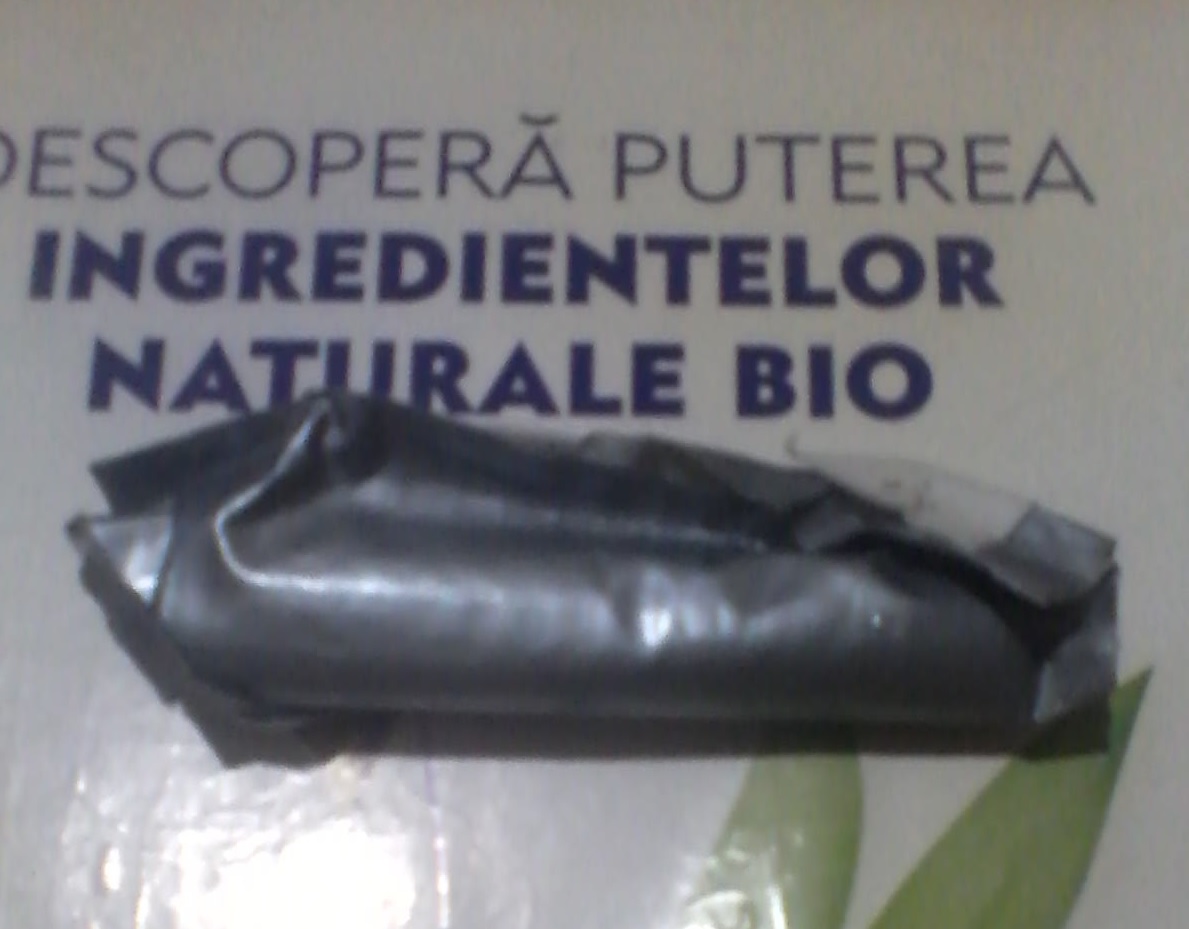 DESCOPERĂ PUTEREA
INGREDIENTELOR
NATURALE BIO